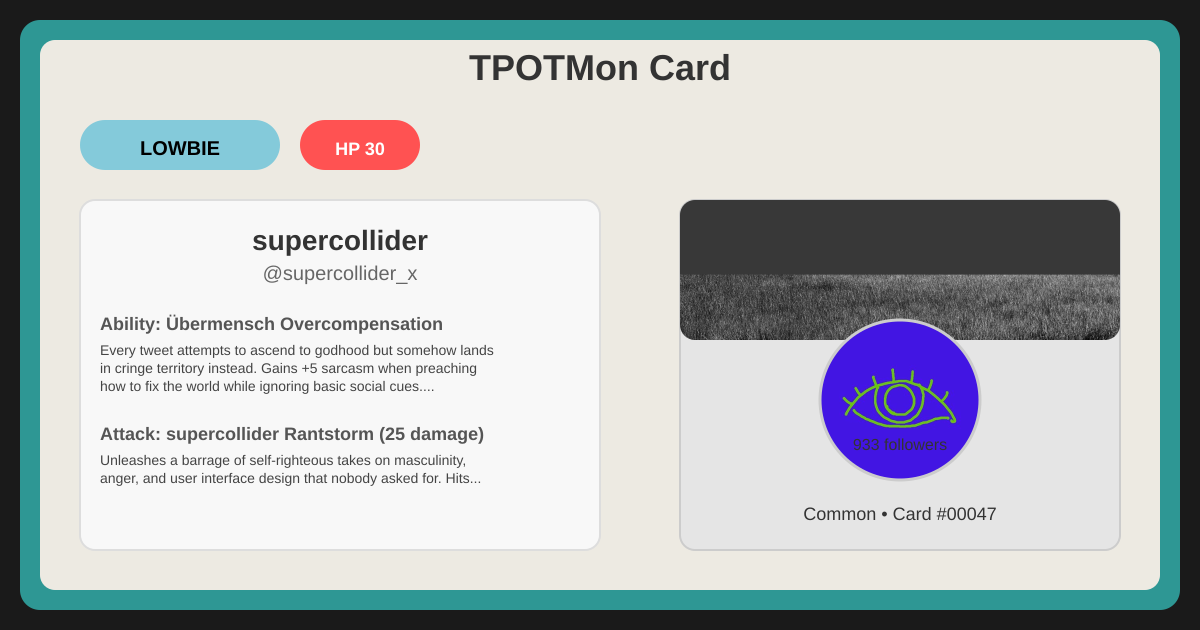 TPOTMon Card
LOWBIE
HP 30
supercollider
@supercollider_x
Ability: Übermensch Overcompensation
Every tweet attempts to ascend to godhood but somehow lands
in cringe territory instead. Gains +5 sarcasm when preaching
how to fix the world while ignoring basic social cues....
Attack: supercollider Rantstorm (25 damage)
Unleashes a barrage of self-righteous takes on masculinity,
anger, and user interface design that nobody asked for. Hits...
933 followers
Common • Card #00047